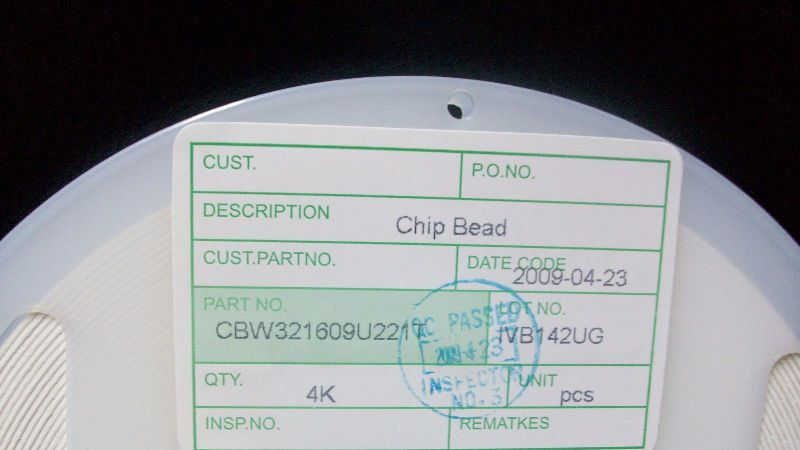 CUST.
P.O.NO.
DESCRIPTION
Chip Bead
CUST.PARTNO.
DATE CODE
2009-04-23
PART NO.
CBW321609U221T
LOT NO.
IVB142UG
QC PASSED
INSPECTOR
NO.3
QTY.
4K
UNIT
pcs
INSP.NO.
REMATKES